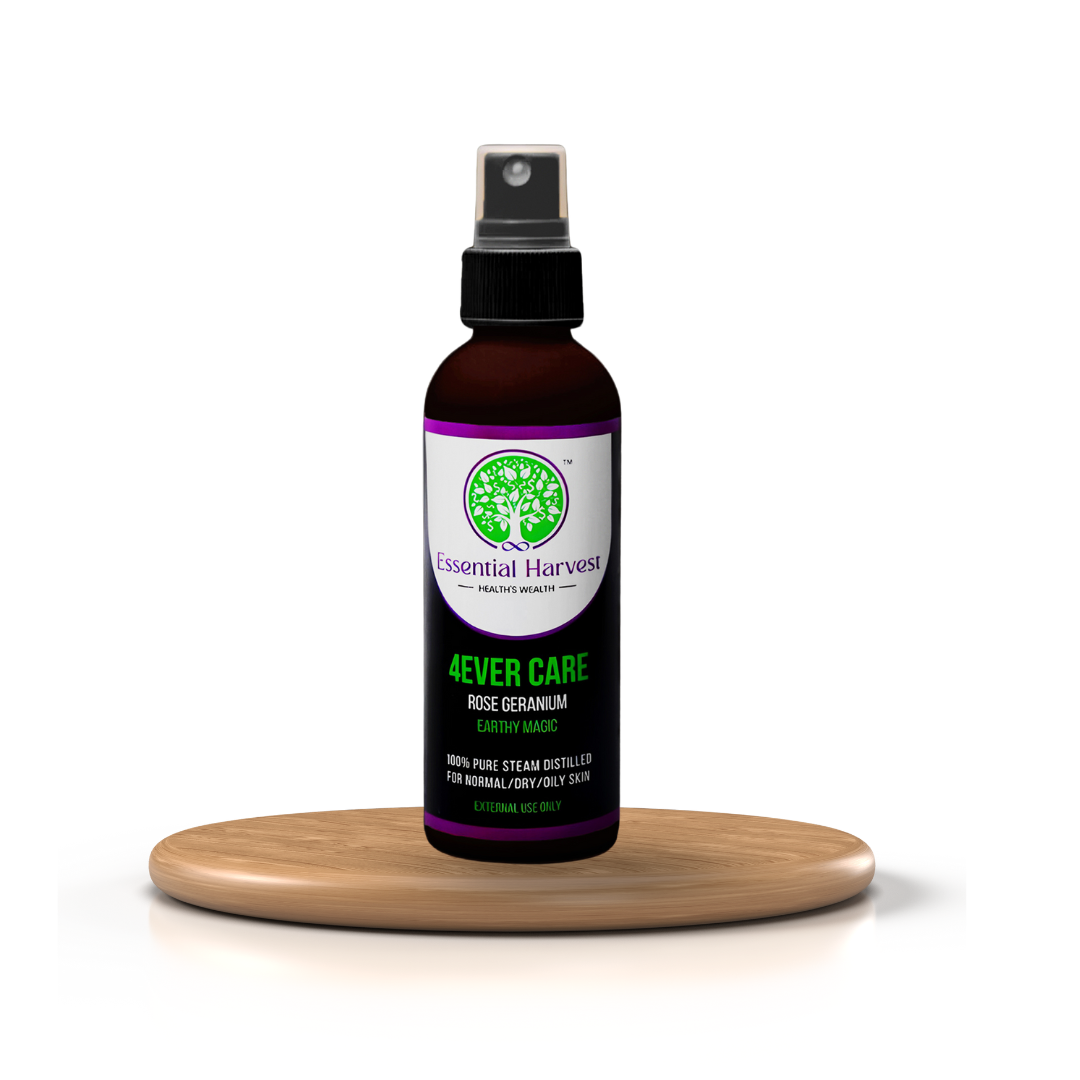 TM
Essential Harvest
HEALTH'S WEALTH
4EVER CARE
ROSE GERANIUM
EARTHY MAGIC
100% PURE STEAM DISTILLED
FOR NORMAL/DRY/OILY SKIN
EXTERNAL USE ONLY